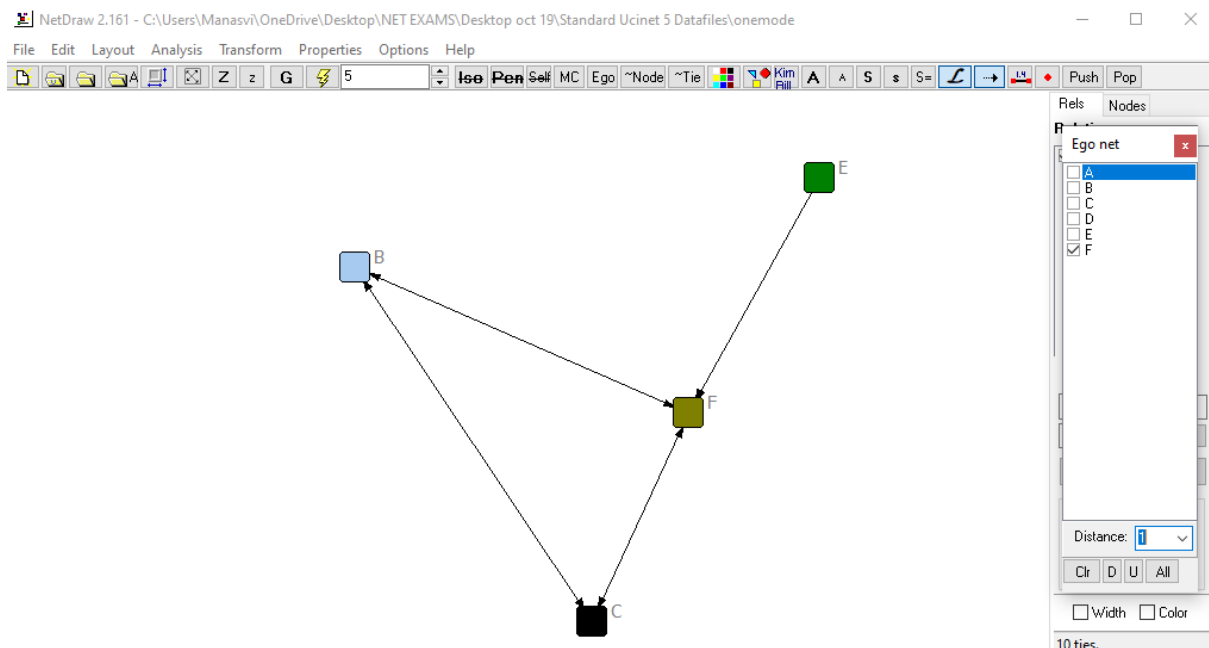 NetDraw 2.161 - C:\Users\Manasvi\OneDrive\Desktop\NET EXAMS\Desktop oct 19\Standard Ucinet 5 Datafiles\onemode
File Edit Layout Analysis Transform Properties Options Help
A Z z G 5 Iso Pen Self MC Ego ~Node ~Tie Kim Bill A A S s S= L 1.4 Push Pop
Rels Nodes
Ego net x
A
B
C
D
E
F
E
B
F
C
Distance: 1
Clr D U All
Width Color
10 ties.